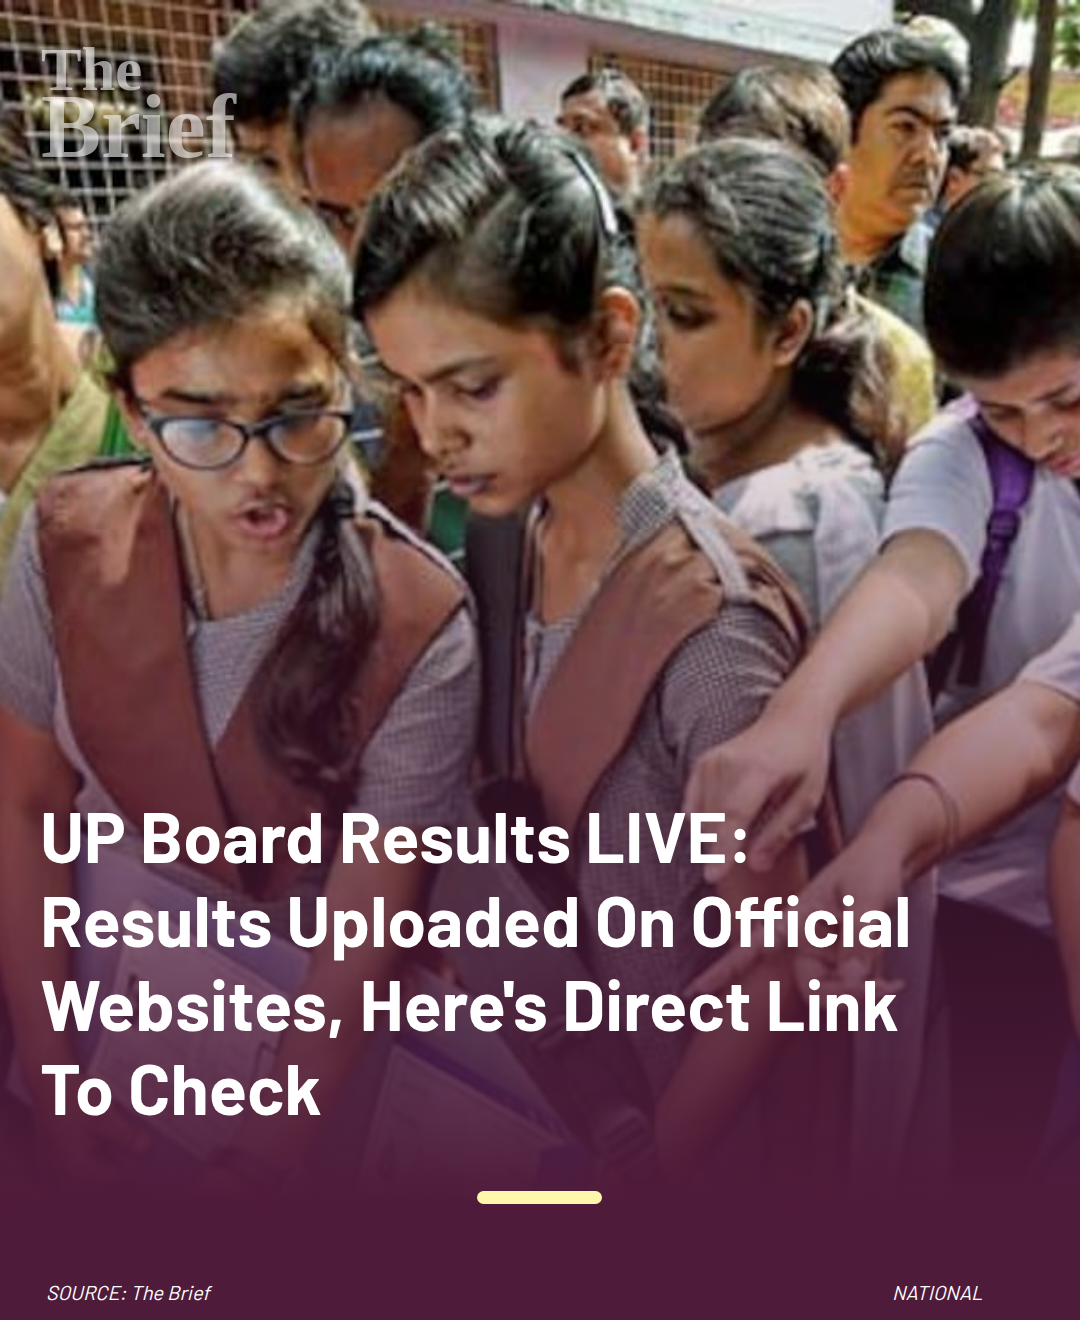 The
Brief
UP Board Results LIVE:
Results Uploaded On Official
Websites, Here's Direct Link
To Check
SOURCE: The Brief
NATIONAL